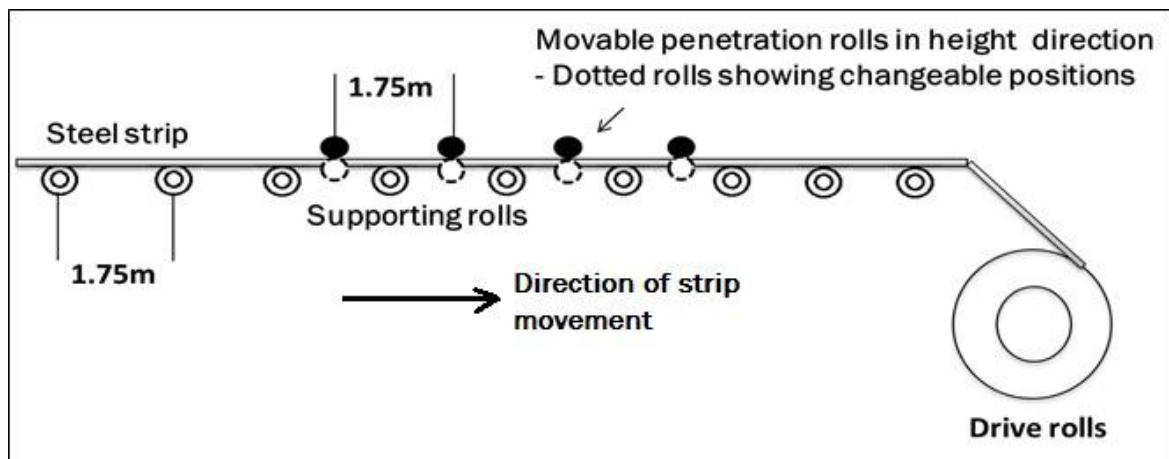 Movable penetration rolls in height direction
- Dotted rolls showing changeable positions
1.75m
Steel strip
Supporting rolls
1.75m
Direction of strip
movement
Drive rolls